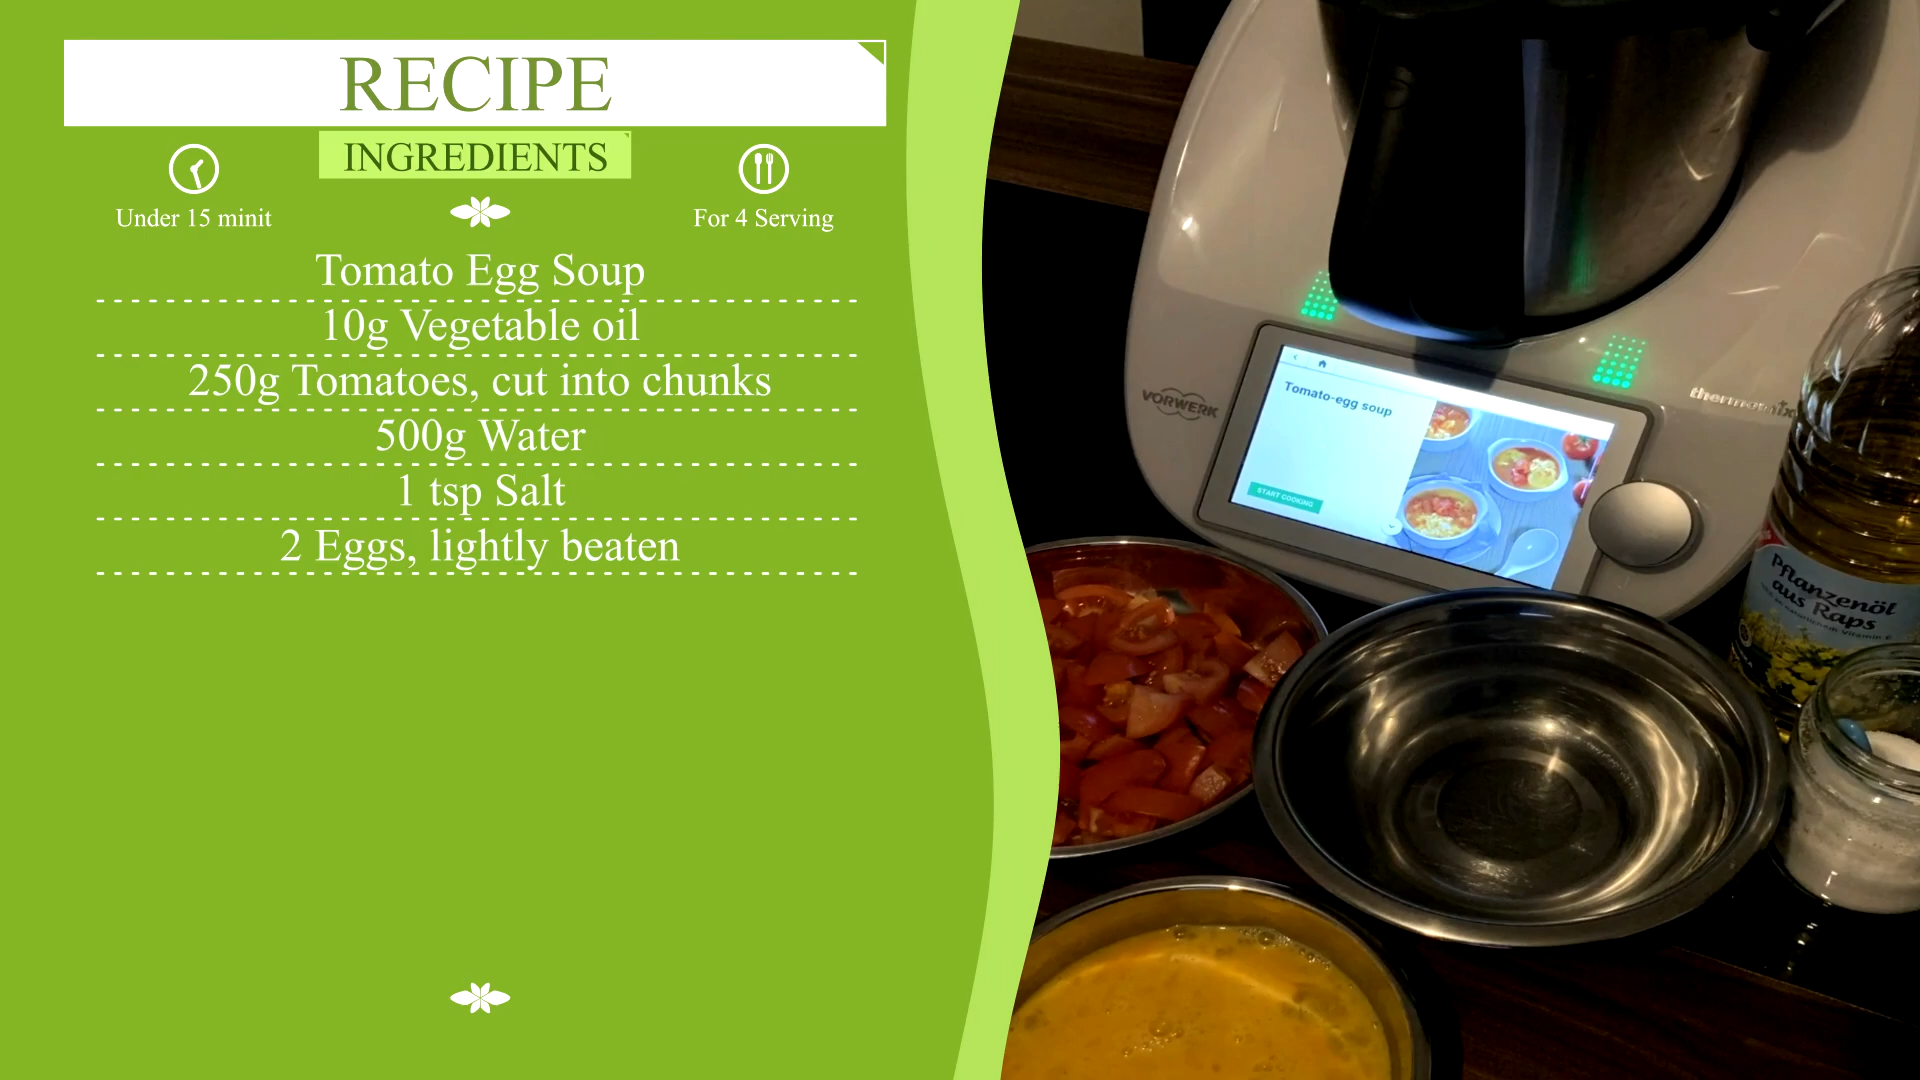 RECIPE
INGREDIENTS
Under 15 minit
For 4 Serving
Tomato Egg Soup
10g Vegetable oil
250g Tomatoes, cut into chunks
500g Water
1 tsp Salt
2 Eggs, lightly beaten
VORWERK
thermomix
Tomato-egg soup
START COOKING
Pflanzenöl
aus Raps